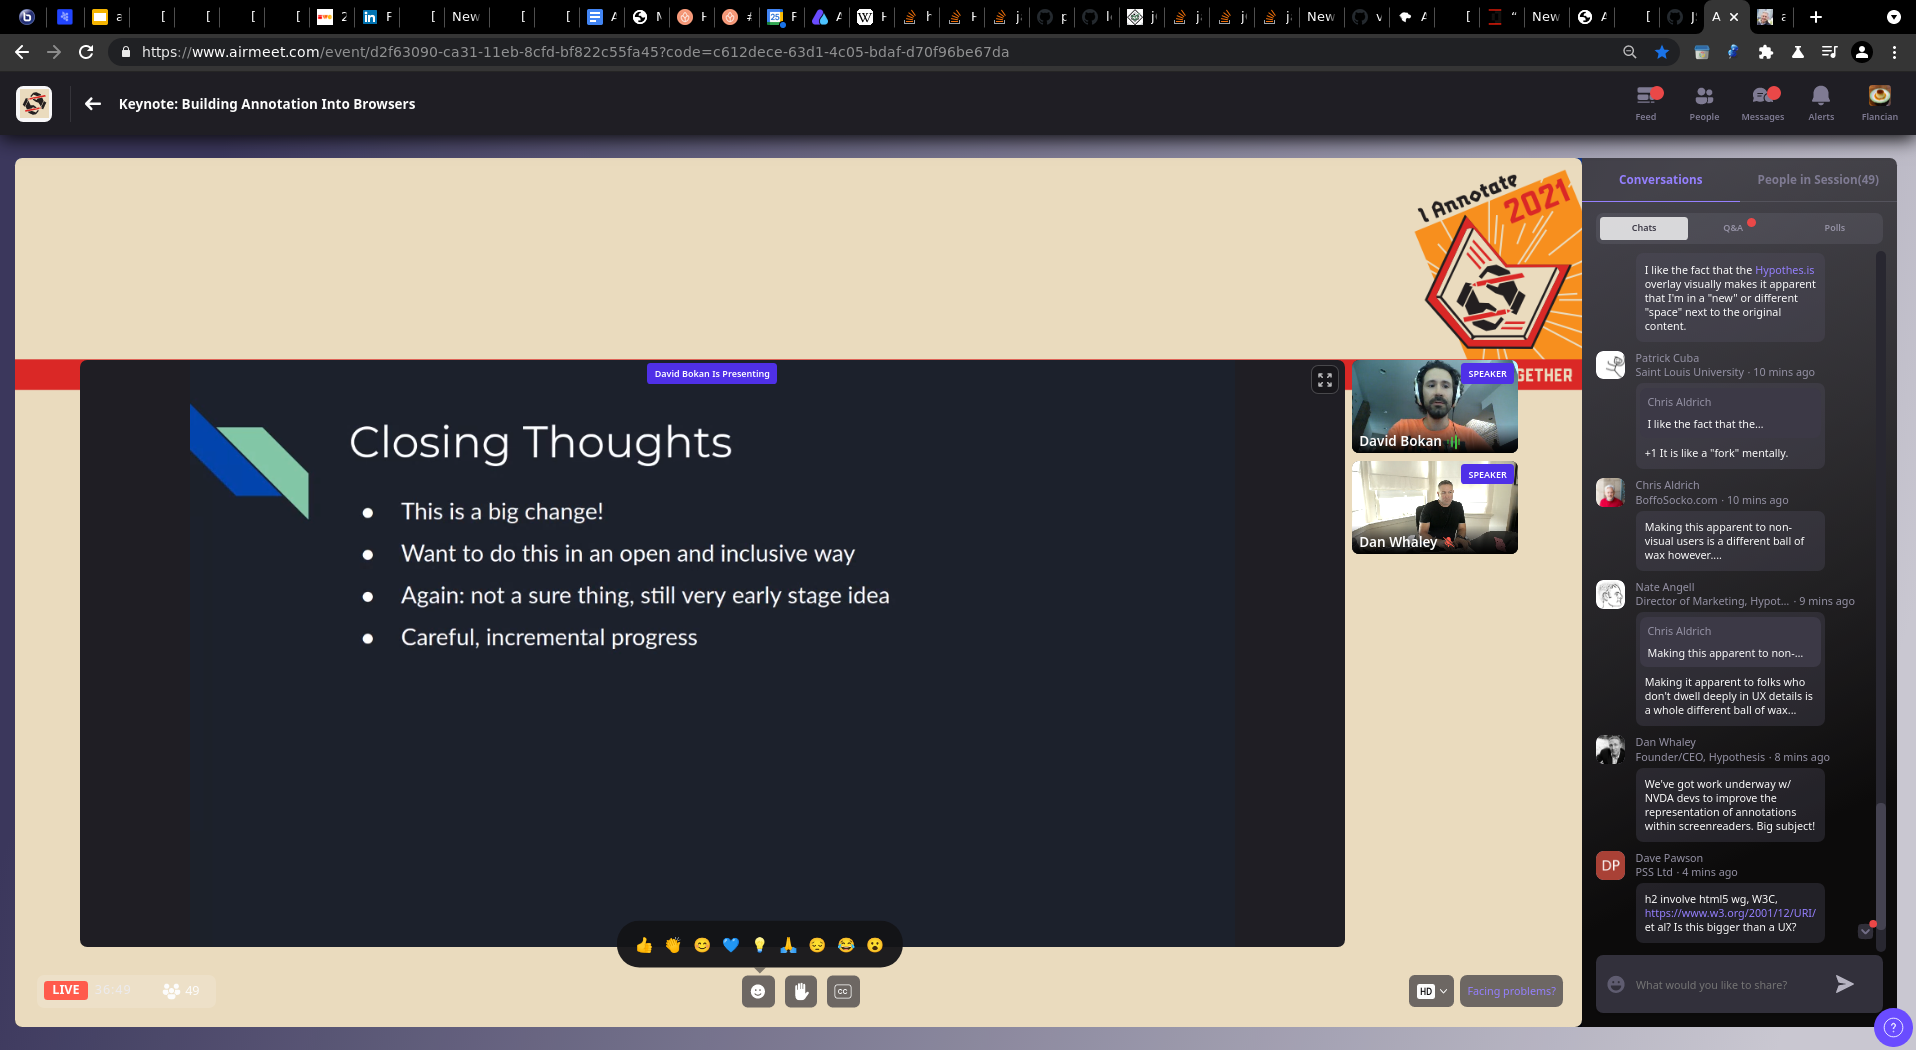 New
New
New
https://www.airmeet.com/event/d2f63090-ca31-11eb-8cfd-bf822c55fa45?code=c612dece-63d1-4c05-bdaf-d70f96be67da
Keynote: Building Annotation Into Browsers
Feed
People
Messages
Alerts
Flancian
I Annotate
2021
GETHER
David Bokan Is Presenting
Closing Thoughts
● This is a big change!
● Want to do this in an open and inclusive way
● Again: not a sure thing, still very early stage idea
● Careful, incremental progress
SPEAKER
David Bokan
SPEAKER
Dan Whaley
LIVE 36:49 49
CC
HD
Facing problems?
Conversations
People in Session(49)
Chats
Q&A
Polls
I like the fact that the Hypothes.is
overlay visually makes it apparent
that I'm in a "new" or different
"space" next to the original
content.
Patrick Cuba
Saint Louis University · 10 mins ago
Chris Aldrich
I like the fact that the...
+1 It is like a "fork" mentally.
Chris Aldrich
BoffoSocko.com · 10 mins ago
Making this apparent to non-
visual users is a different ball of
wax however....
Nate Angell
Director of Marketing, Hypot... · 9 mins ago
Chris Aldrich
Making this apparent to non-...
Making it apparent to folks who
don't dwell deeply in UX details is
a whole different ball of wax...
Dan Whaley
Founder/CEO, Hypothesis · 8 mins ago
We've got work underway w/
NVDA devs to improve the
representation of annotations
within screenreaders. Big subject!
DP
Dave Pawson
PSS Ltd · 4 mins ago
h2 involve html5 wg, W3C,
https://www.w3.org/2001/12/URI/
et al? Is this bigger than a UX?
What would you like to share?